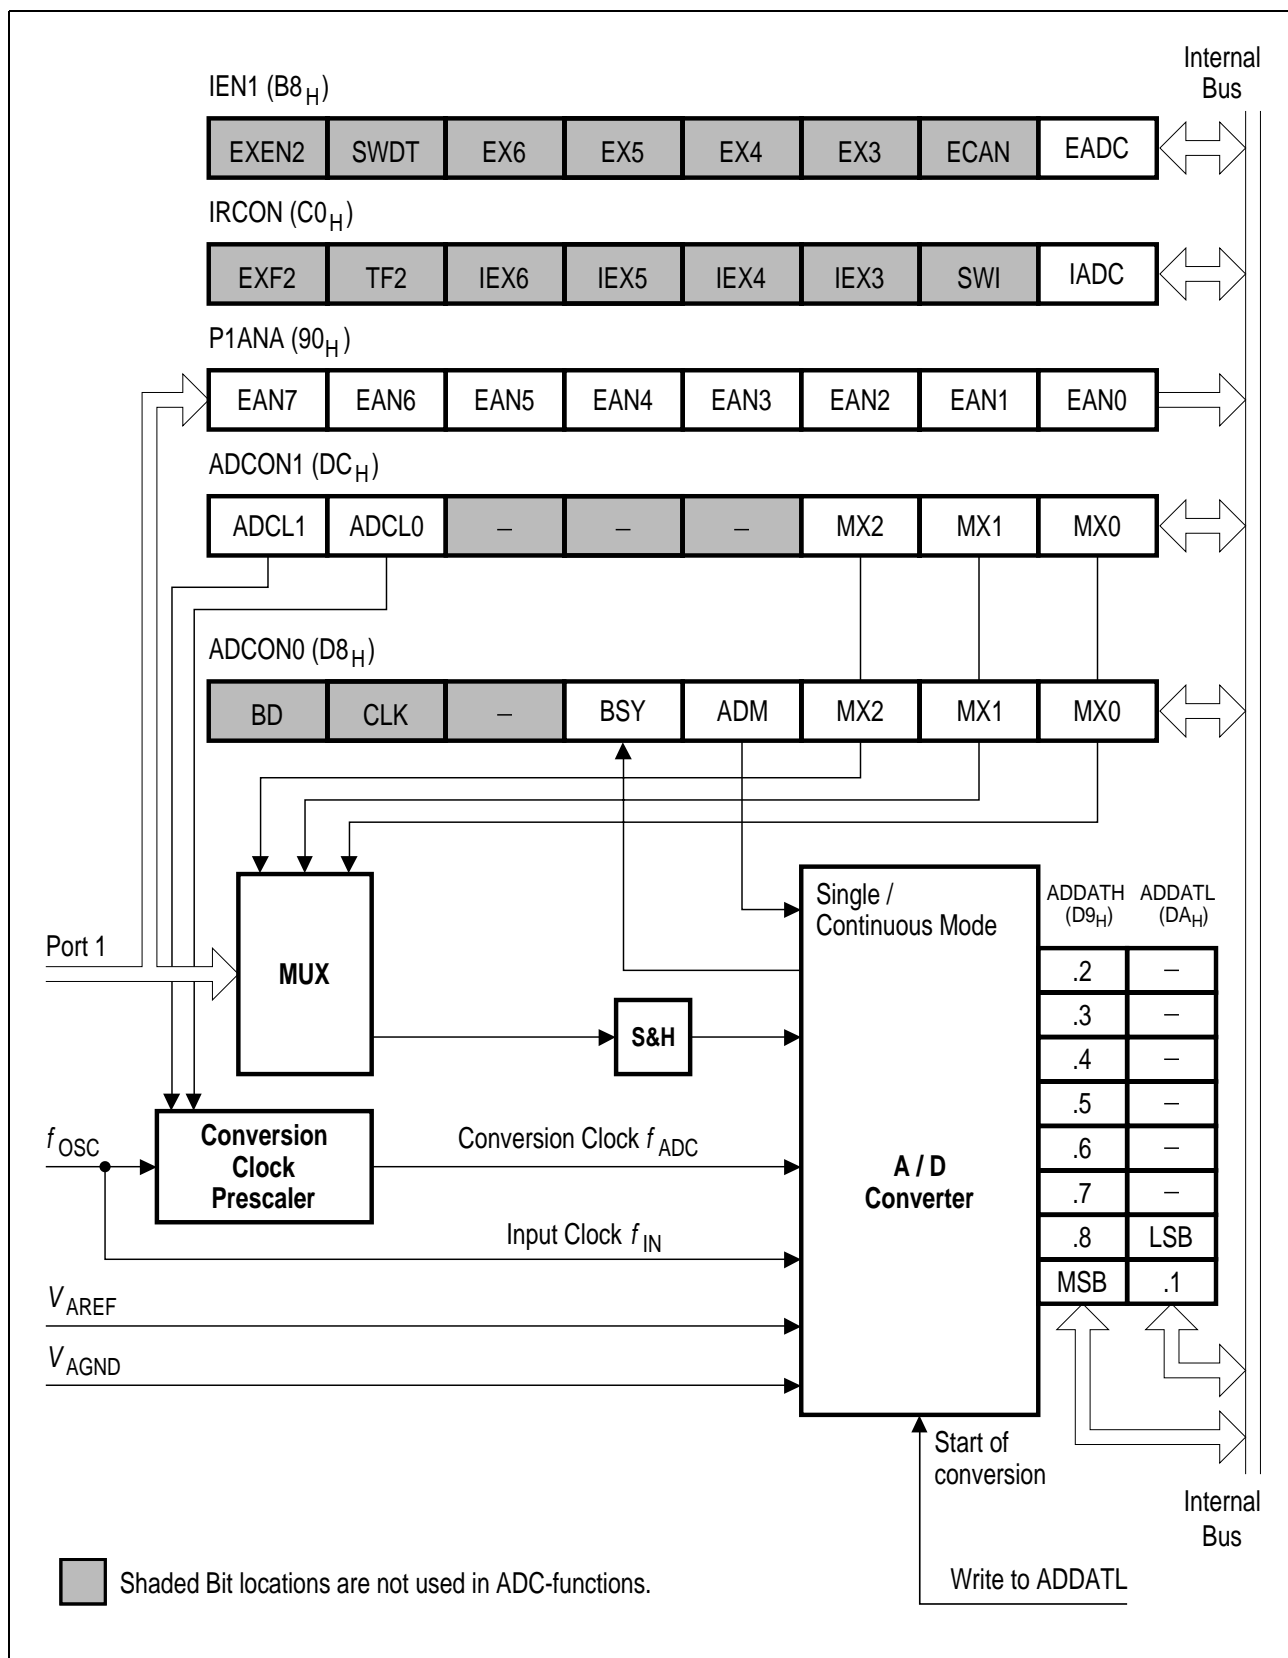 Internal
Bus
IEN1 (B8H)
EXEN2 SWDT EX6 EX5 EX4 EX3 ECAN EADC
IRCON (C0H)
EXF2 TF2 IEX6 IEX5 IEX4 IEX3 SWI IADC
P1ANA (90H)
EAN7 EAN6 EAN5 EAN4 EAN3 EAN2 EAN1 EAN0
ADCON1 (DCH)
ADCL1 ADCL0 – – – MX2 MX1 MX0
ADCON0 (D8H)
BD CLK – BSY ADM MX2 MX1 MX0
Single /
Continuous Mode
ADDATH ADDATL
(D9H) (DAH)
Port 1
MUX
S&H
.2 –
.3 –
.4 –
.5 –
.6 –
.7 –
.8 LSB
MSB .1
fOSC
Conversion
Clock
Prescaler
Conversion Clock fADC
A / D
Converter
Input Clock fIN
VAREF
VAGND
Start of
conversion
Internal
Bus
Write to ADDATL
Shaded Bit locations are not used in ADC-functions.